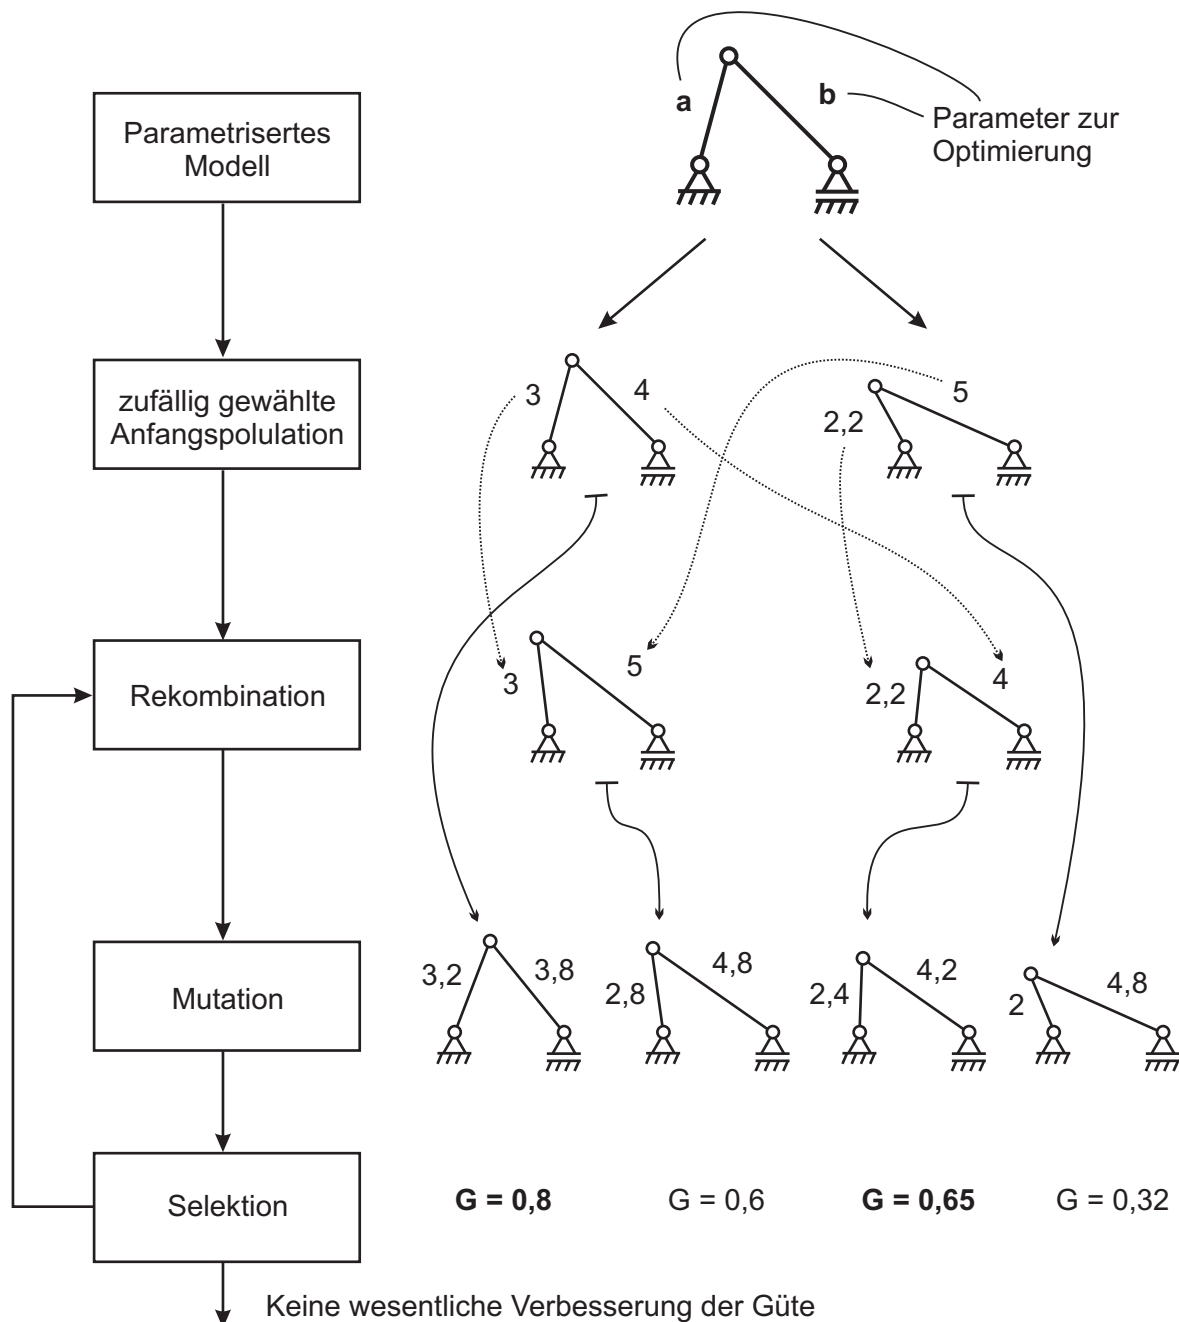 a
b
Parameter zur
Optimierung
Parametrisertes
Modell
zufällig gewählte
Anfangspolulation
3
4
2,2
5
Rekombination
3
5
2,2
4
Mutation
3,2
3,8
2,8
4,8
2,4
4,2
2
4,8
Selektion
G = 0,8
G = 0,6
G = 0,65
G = 0,32
Keine wesentliche Verbesserung der Güte